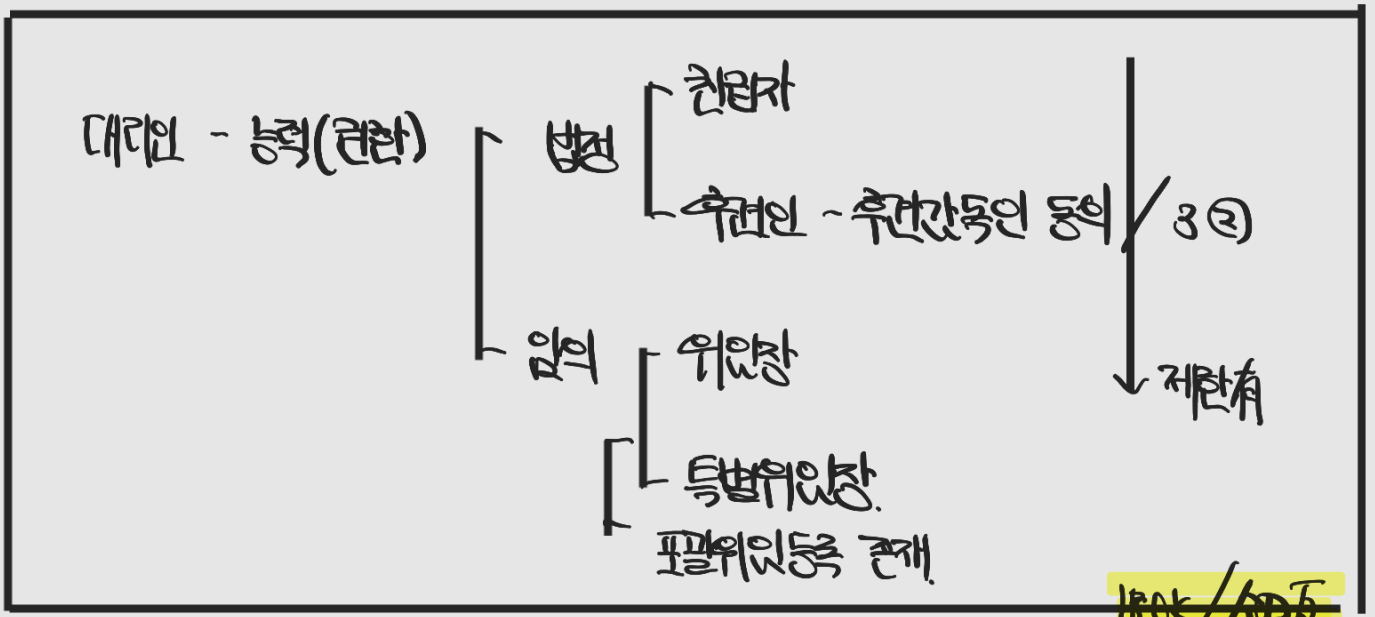 친권자
대리인 - 능력(권한) 법정
후견인 - 후견감독인 동의 / 3②
임의 위임장
제한有
특별위임장.
포괄위임등록 존재.